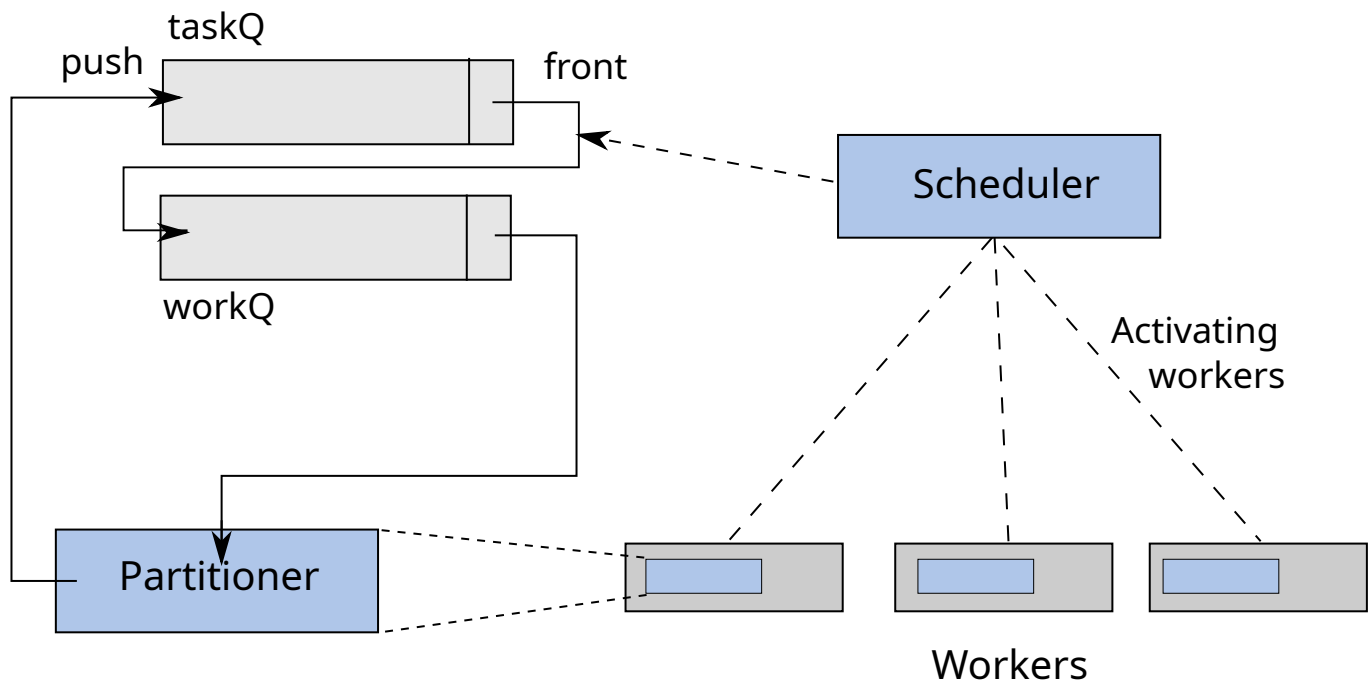 taskQ
push
front
Scheduler
workQ
Activating
workers
Partitioner
Workers